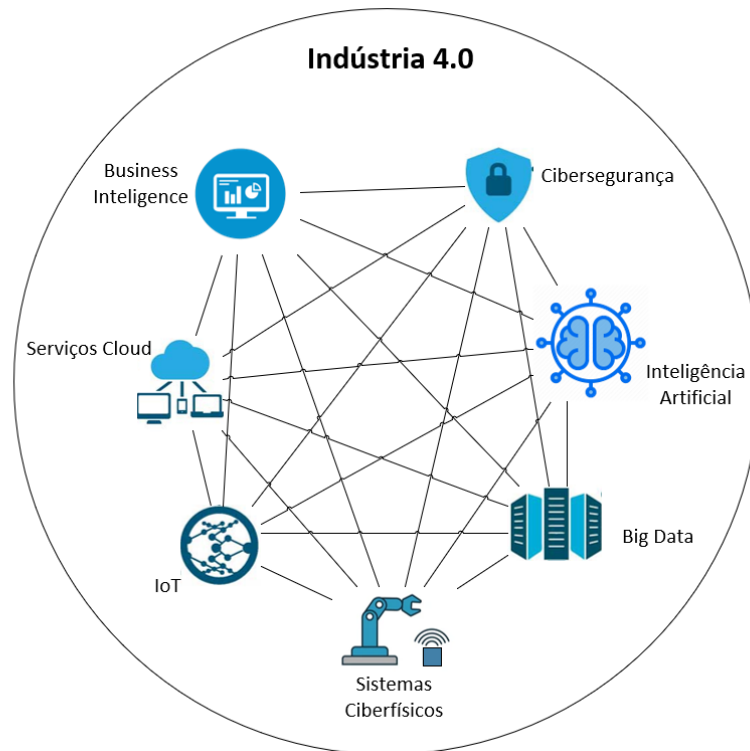 Indústria 4.0
Business
Inteligence
Cibersegurança
Serviços Cloud
Inteligência
Artificial
Big Data
IoT
Sistemas
Ciberfísicos